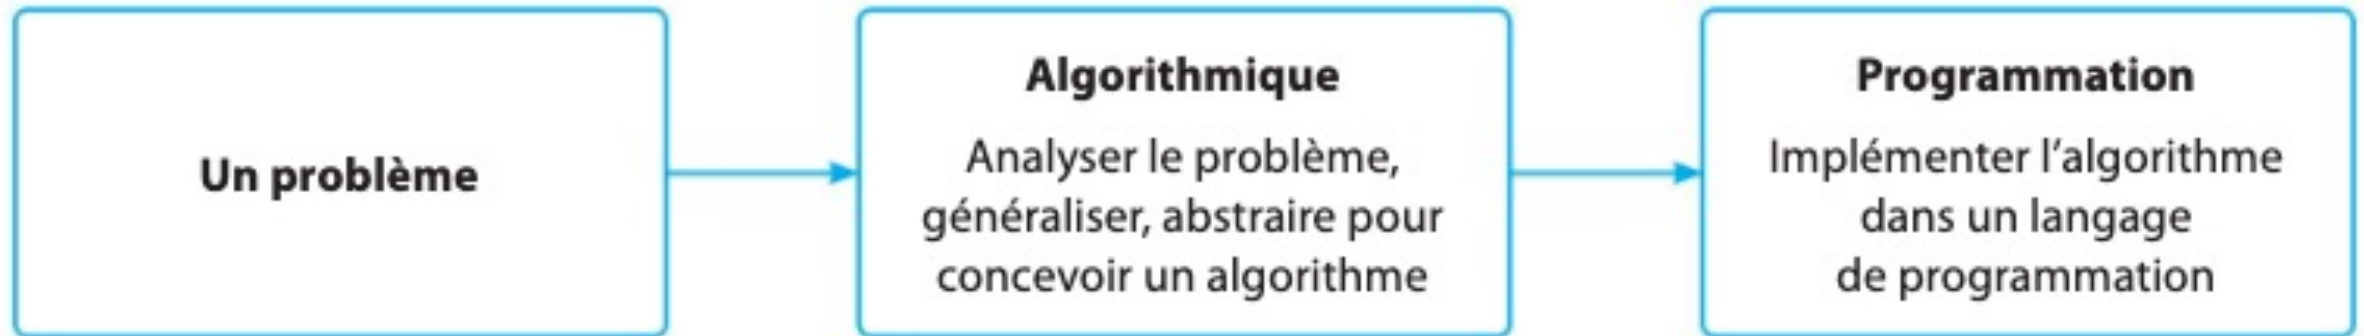 Un problème
Algorithmique
Analyser le problème,
généraliser, abstraire pour
concevoir un algorithme
Programmation
Implémenter l'algorithme
dans un langage
de programmation